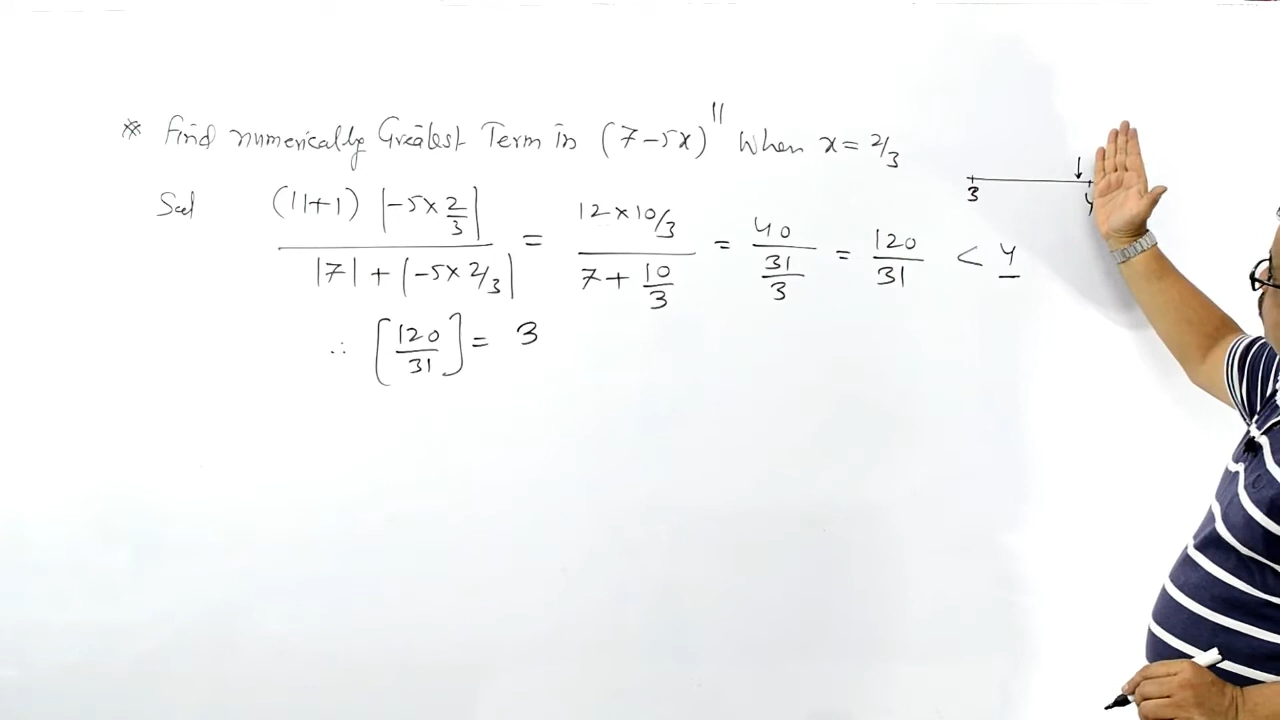 * Find numerically Greatest Term in (7-5x)^11 When x = 2/3
3 4
Sol (11+1) |-5×2/3| / |7| + |-5×2/3| = 12×10/3 / 7+10/3 = 40 / 31/3 = 120/31 < 4
∴ [120/31] = 3